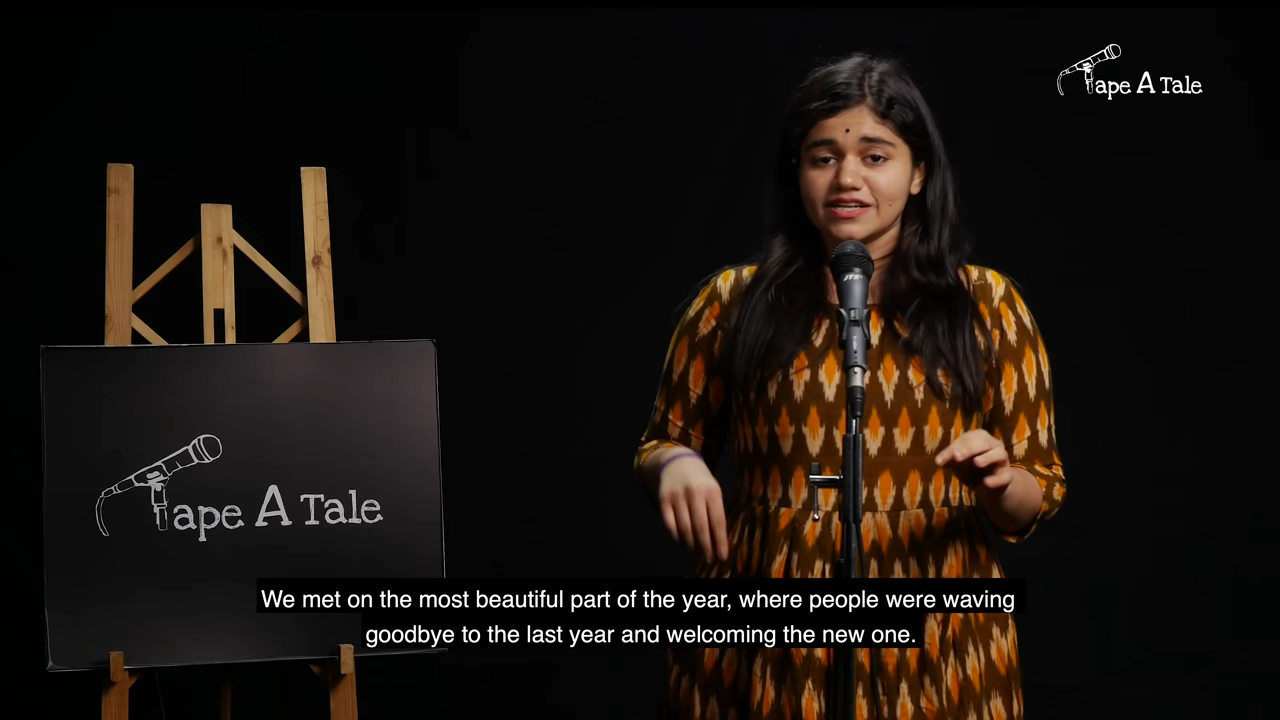 Tape A Tale
Tape A Tale
We met on the most beautiful part of the year, where people were waving
goodbye to the last year and welcoming the new one.
JTS